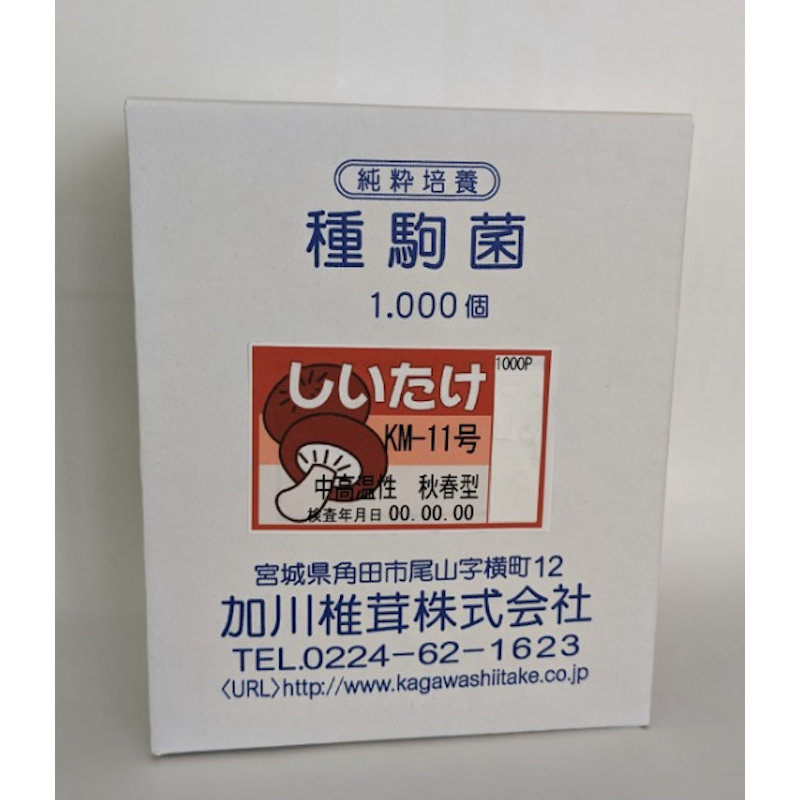 純粋培養
種駒菌
1.000個
しいたけ
1000P
KM-11号
中高温性 秋春型
検査年月日 00.00.00
宮城県角田市尾山字横町12
加川椎茸株式会社
TEL.0224-62-1623
〈URL〉http://www.kagawashiitake.co.jp